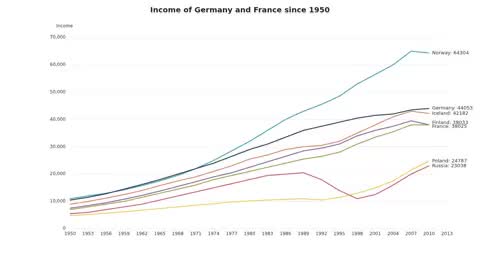 Income of Germany and France since 1950
Income
70,000
60,000
50,000
40,000
30,000
20,000
10,000
0
Norway: 64304
Germany: 44053
Iceland: 42182
France: 38025
Poland: 24787
Russia: 23038
1950 1953 1956 1959 1962 1965 1968 1971 1974 1977 1980 1983 1986 1989 1992 1995 1998 2001 2004 2007 2010 2013